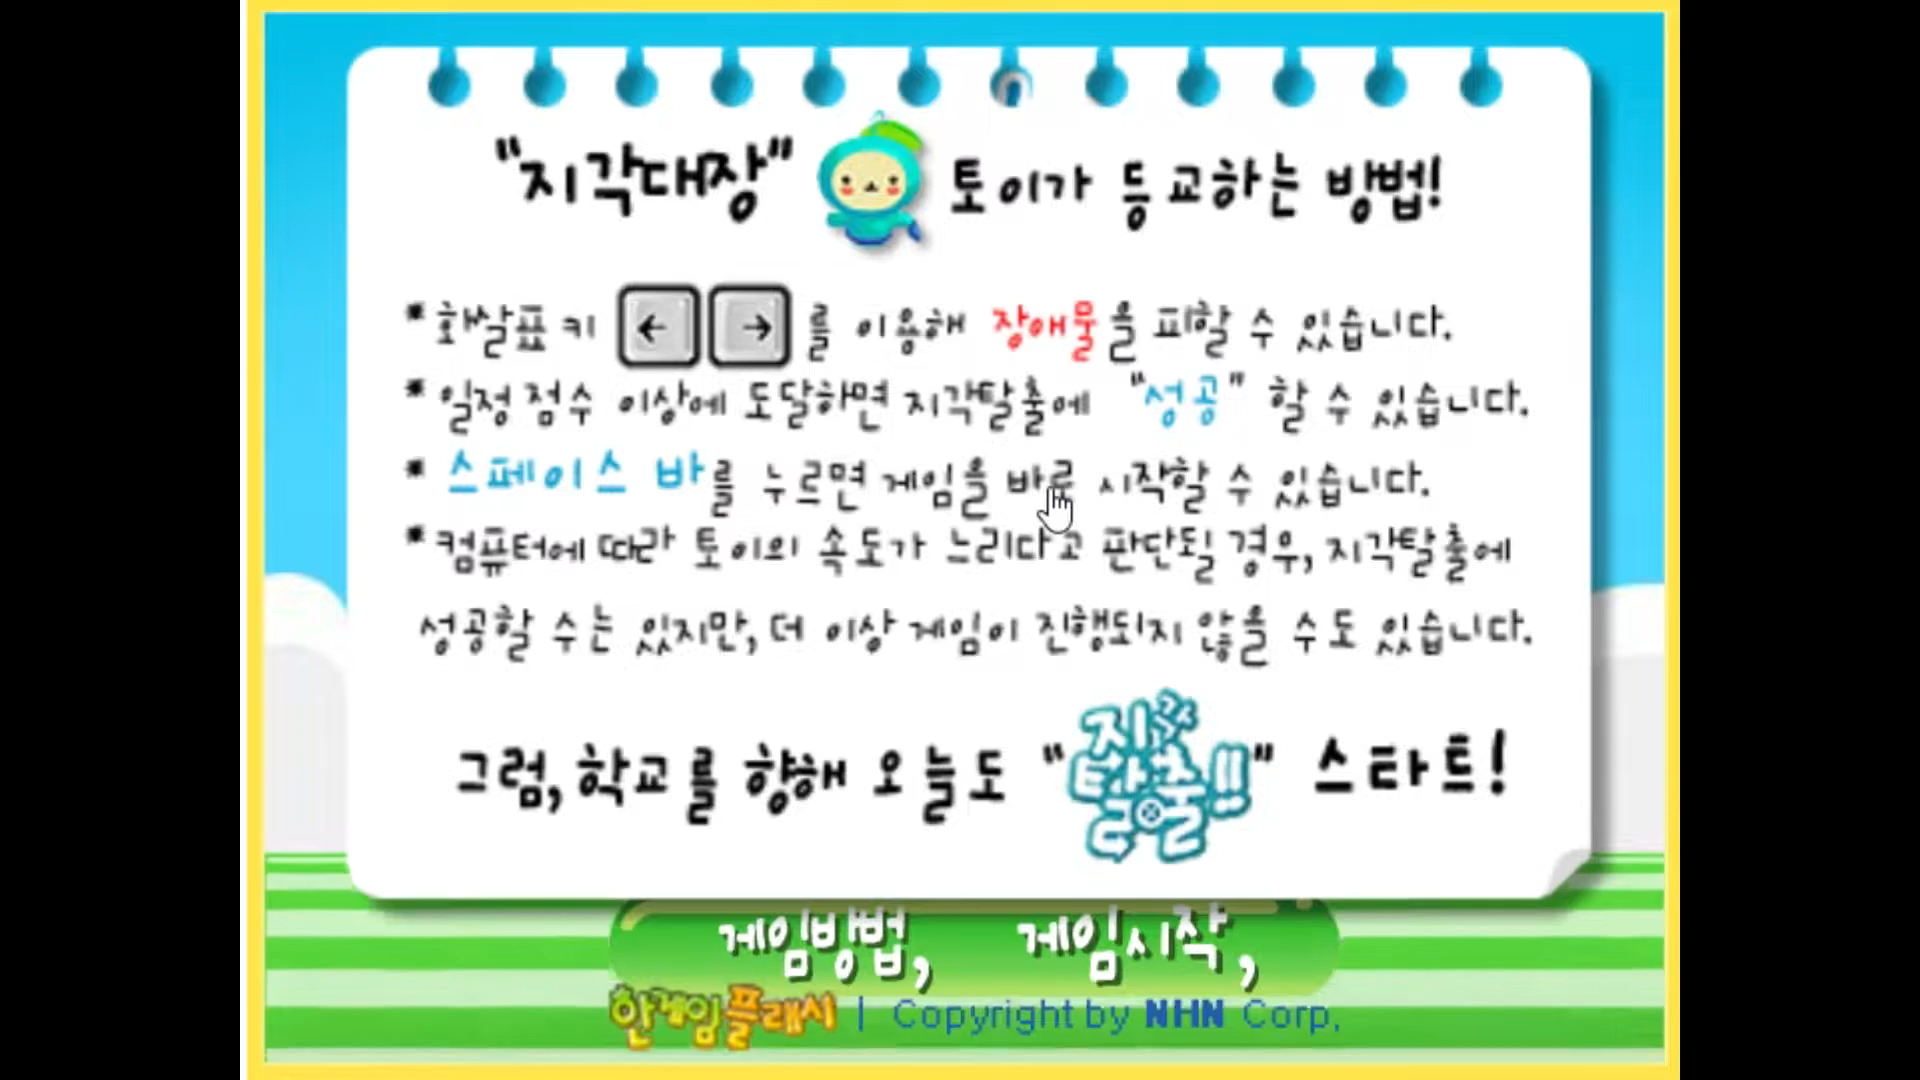 "지각대장" 토이가 등교하는 방법!
* 화살표 키 ← → 를 이용해 장애물을 피할 수 있습니다.
* 일정 점수 이상에 도달하면 지각탈출에 "성공" 할 수 있습니다.
* 스페이스 바를 누르면 게임을 바로 시작할 수 있습니다.
* 컴퓨터에 따라 토이의 속도가 느리다고 판단될 경우, 지각탈출에
성공할 수는 있지만, 더 이상 게임이 진행되지 않을 수도 있습니다.
그럼, 학교를 향해 오늘도 "지각탈출!!" 스타트!
게임방법, 게임시작,
한게임플래시 | Copyright by NHN Corp.